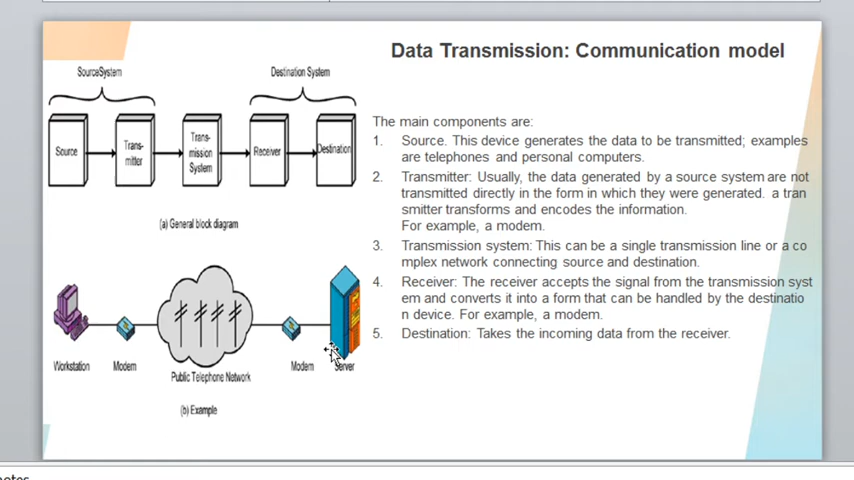 Data Transmission: Communication model
SourceSystem
Destination System
Source
Trans-
mitter
Trans-
mission
System
Receiver
Destination
(a) General block diagram
Workstation
Modem
Public Telephone Network
Modem
Server
(b) Example
The main components are:
1. Source. This device generates the data to be transmitted; examples
are telephones and personal computers.
2. Transmitter: Usually, the data generated by a source system are not
transmitted directly in the form in which they were generated. a tran
smitter transforms and encodes the information.
For example, a modem.
3. Transmission system: This can be a single transmission line or a co
mplex network connecting source and destination.
4. Receiver: The receiver accepts the signal from the transmission syst
em and converts it into a form that can be handled by the destinatio
n device. For example, a modem.
5. Destination: Takes the incoming data from the receiver.